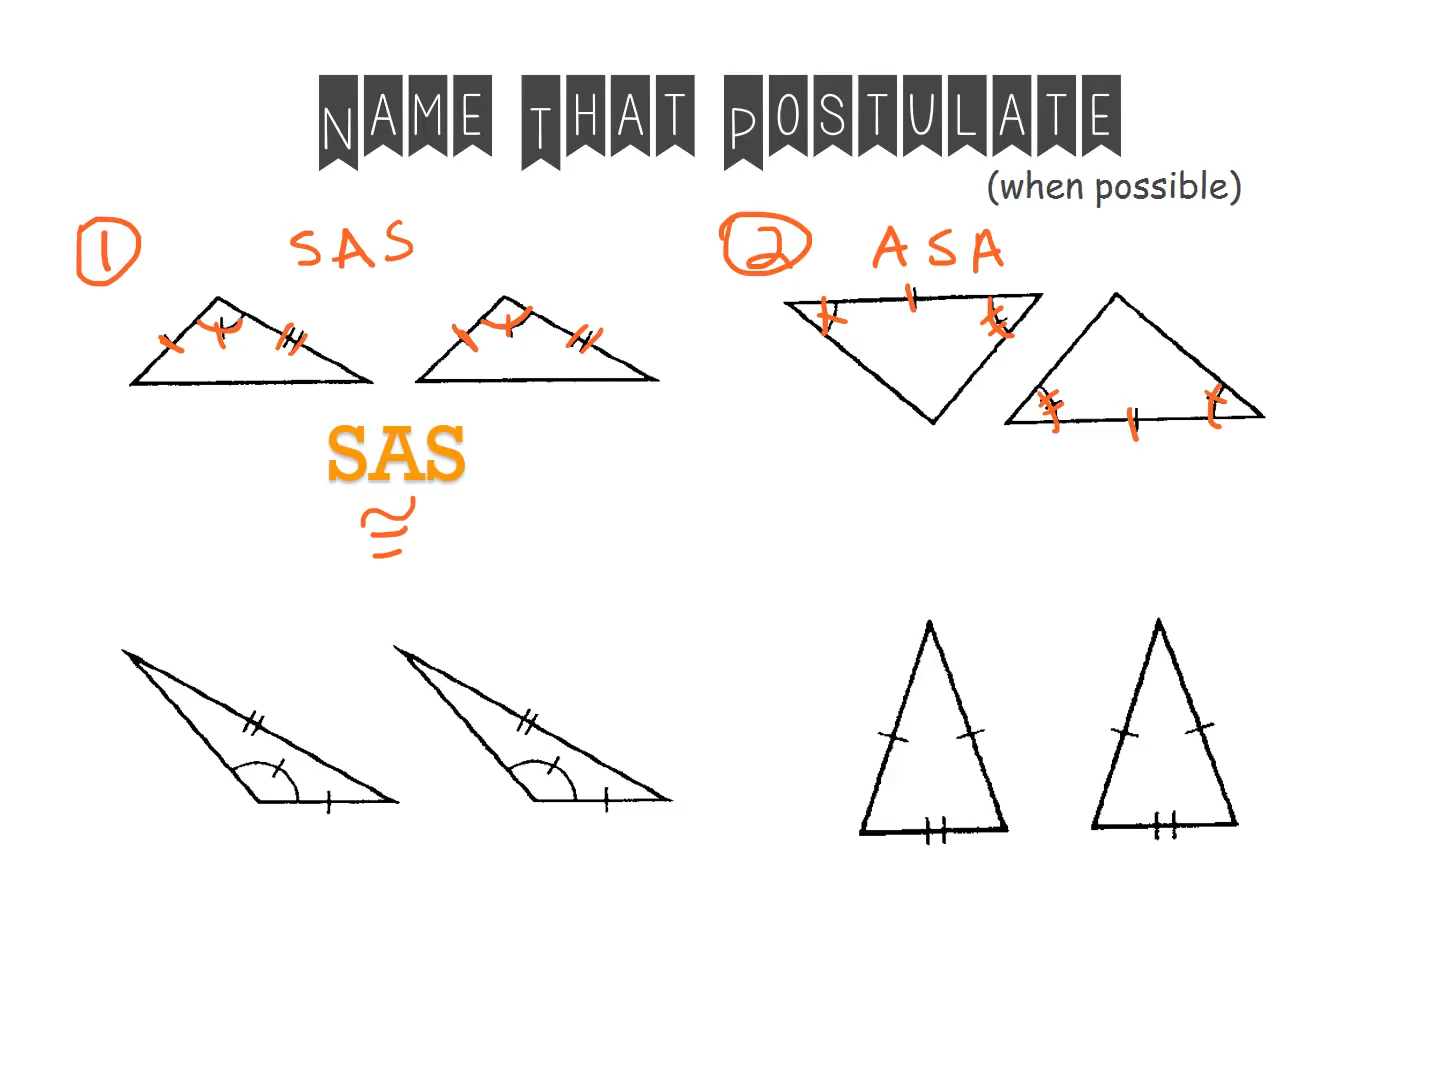 NAME THAT POSTULATE
(when possible)
1 SAS
2 ASA
SAS
≅